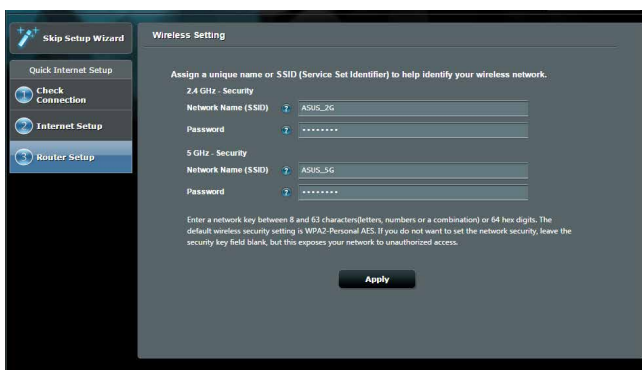 Skip Setup Wizard
Quick Internet Setup
1 Check
Connection
2 Internet Setup
3 Router Setup
Wireless Setting
Assign a unique name or SSID (Service Set Identifier) to help identify your wireless network.
2.4 GHz - Security
Network Name (SSID) ? ASUS_2G
Password ? ········
5 GHz - Security
Network Name (SSID) ? ASUS_5G
Password ? ········
Enter a network key between 8 and 63 characters(letters, numbers or a combination) or 64 hex digits. The
default wireless security setting is WPA2-Personal AES. If you do not want to set the network security, leave the
security key field blank, but this exposes your network to unauthorized access.
Apply